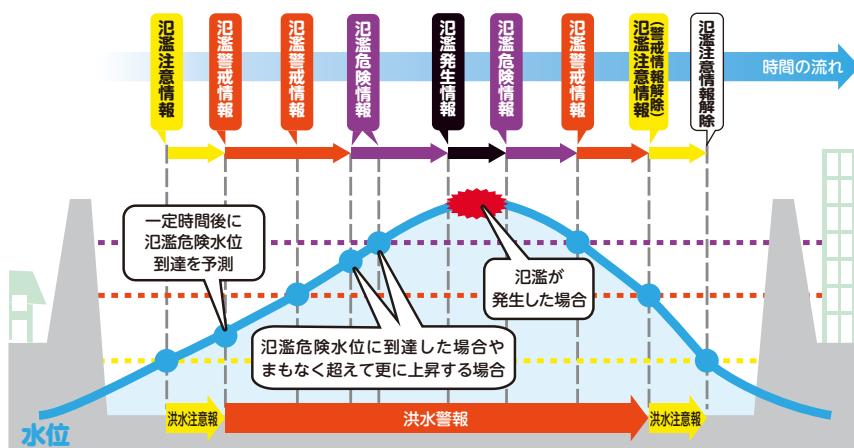 氾濫注意情報
氾濫警戒情報
氾濫警戒情報
氾濫危険情報
氾濫発生情報
氾濫危険情報
氾濫警戒情報
氾濫注意情報
(警戒情報解除)
氾濫注意情報解除
時間の流れ
一定時間後に
氾濫危険水位
到達を予測
氾濫が
発生した場合
氾濫危険水位に到達した場合や
まもなく超えて更に上昇する場合
洪水注意報
洪水警報
洪水注意報
水位